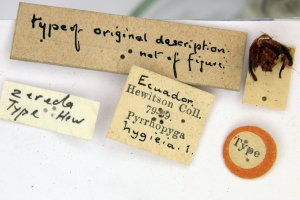 type of original description
not of figure.
zereda
Type. Hew
Ecuador.
Hewitson Coll.
79-69.
Pyrrhopyga
hygieia. 1.
Type